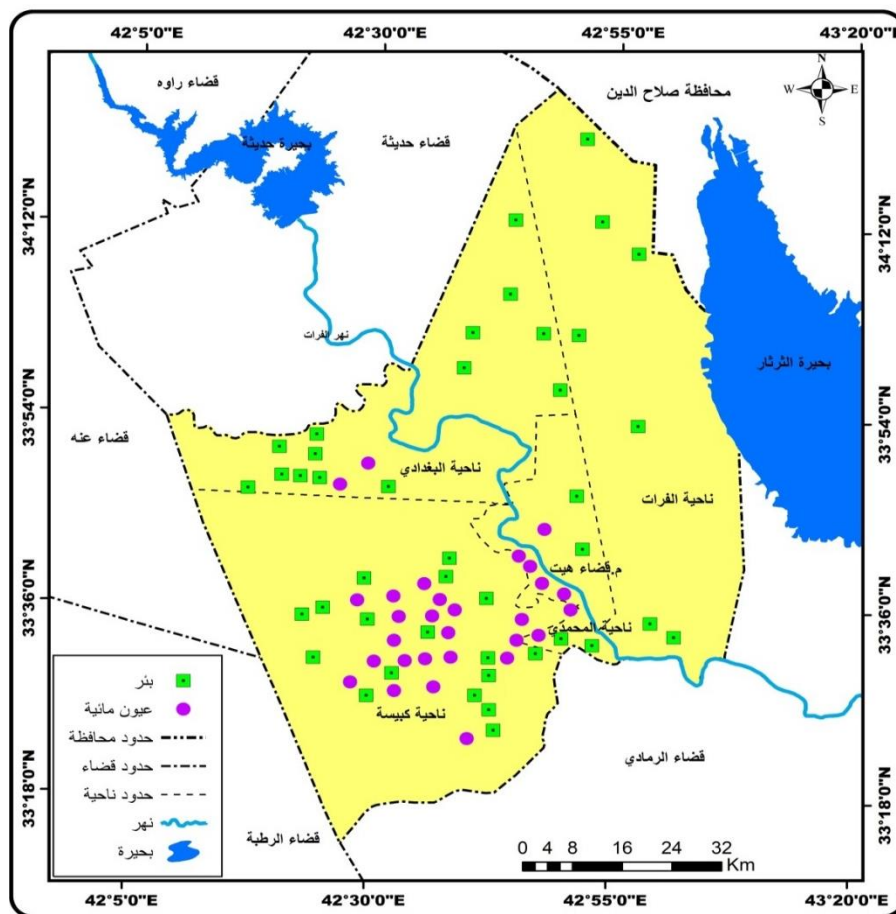 42°5'0"E
42°30'0"E
42°55'0"E
43°20'0"E
قضاء راوه
محافظة صلاح الدين
N
W E
S
بحيرة حديثة
قضاء حديثة
34°12'0"N
34°12'0"N
نهر الفرات
بحيرة الثرثار
33°54'0"N
33°54'0"N
قضاء عنه
ناحية البغدادي
ناحية الفرات
م.قضاء هيت
33°36'0"N
33°36'0"N
ناحية المحمدي
ناحية كبيسة
قضاء الرمادي
33°18'0"N
33°18'0"N
قضاء الرطبة
بئر
عيون مائية
حدود محافظة
حدود قضاء
حدود ناحية
نهر
بحيرة
0 4 8 16 24 32
Km
42°5'0"E
42°30'0"E
42°55'0"E
43°20'0"E